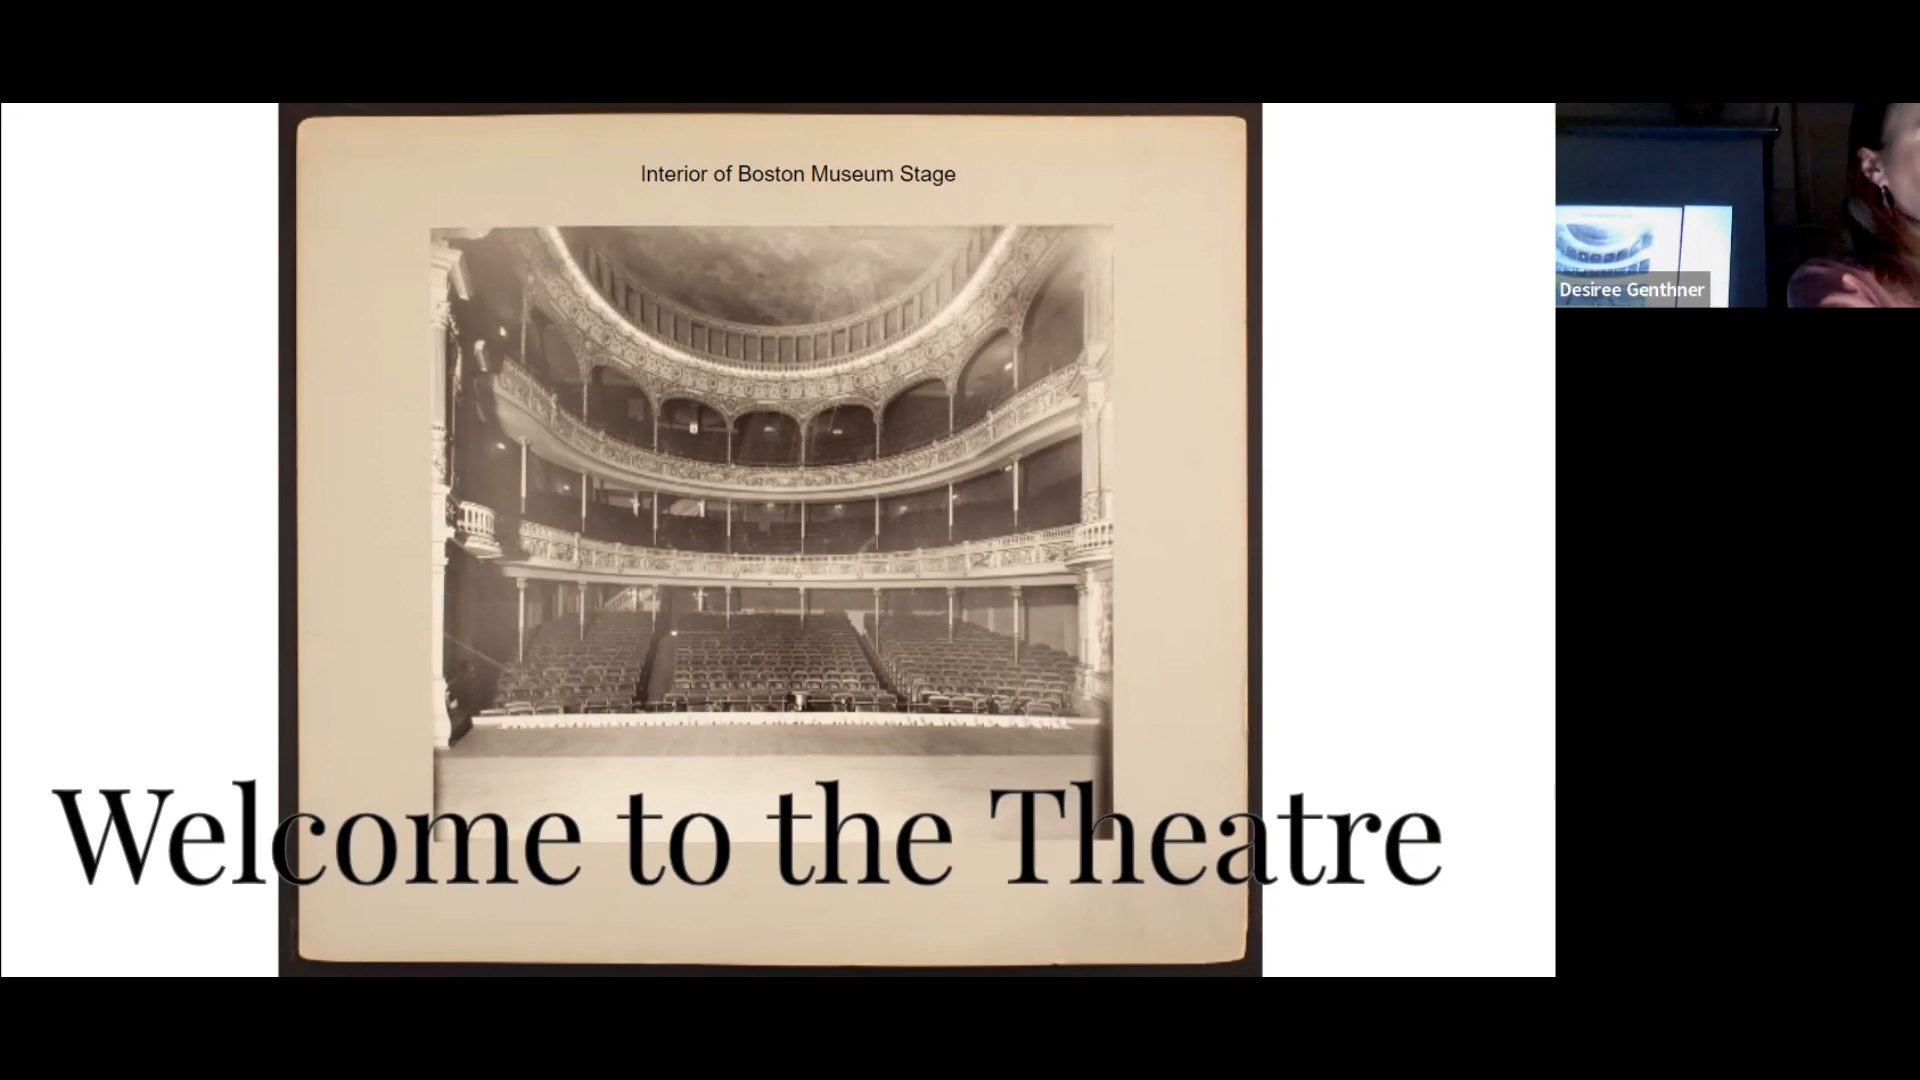 Interior of Boston Museum Stage
Desiree Genthner
Welcome to the Theatre